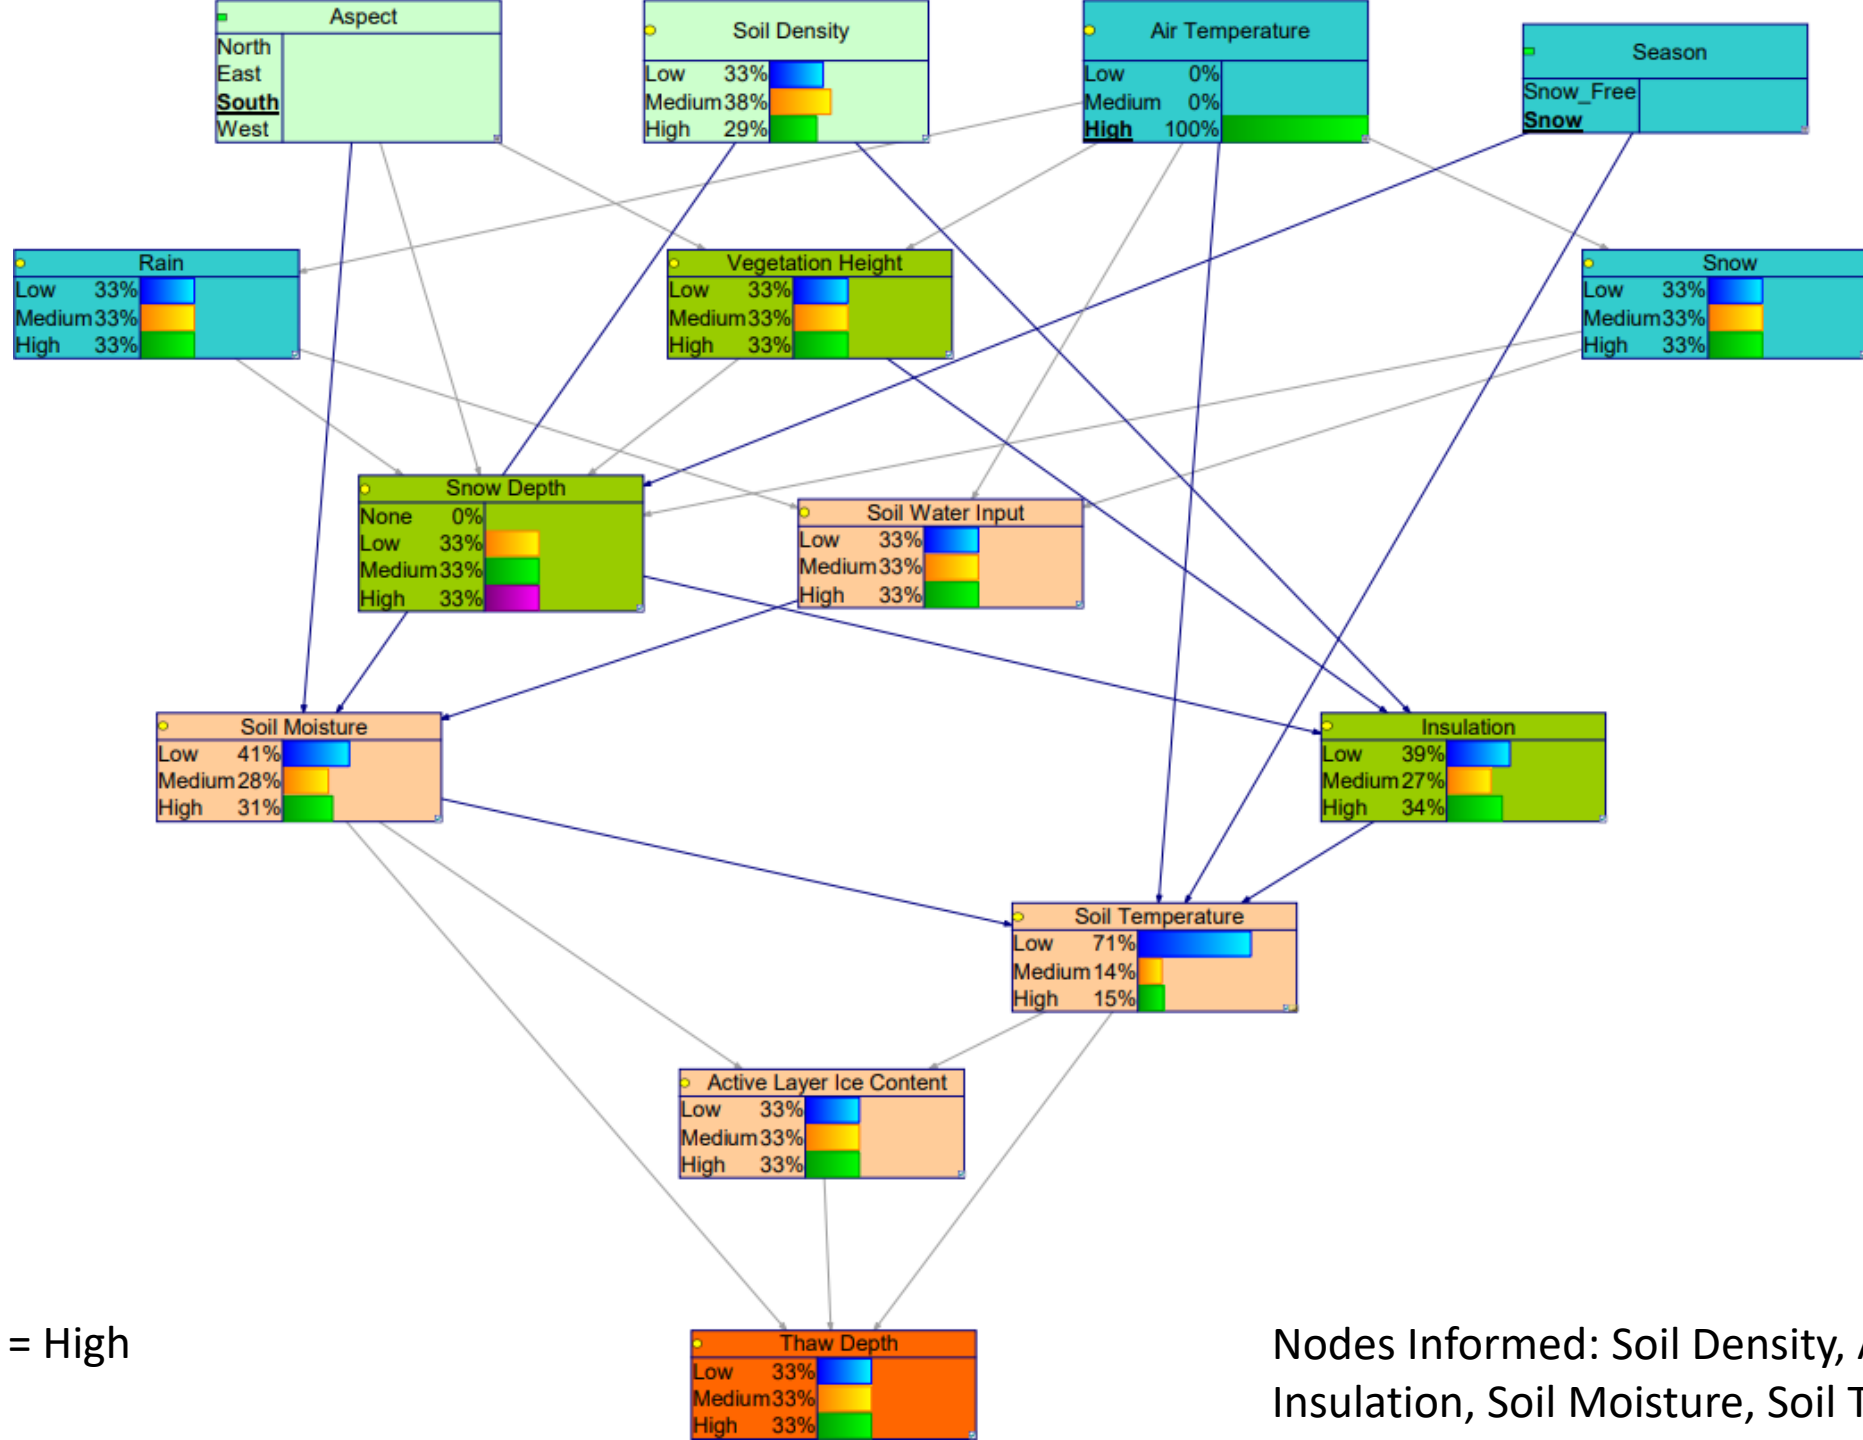 Aspect
North
East
South
West
Soil Density
Low 33%
Medium 38%
High 29%
Air Temperature
Low 0%
Medium 0%
High 100%
Season
Snow_Free
Snow
Rain
Low 33%
Medium 33%
High 33%
Vegetation Height
Low 33%
Medium 33%
High 33%
Snow
Low 33%
Medium 33%
High 33%
Snow Depth
None 0%
Low 33%
Medium 33%
High 33%
Soil Water Input
Low 33%
Medium 33%
High 33%
Soil Moisture
Low 41%
Medium 28%
High 31%
Insulation
Low 39%
Medium 27%
High 34%
Soil Temperature
Low 71%
Medium 14%
High 15%
Active Layer Ice Content
Low 33%
Medium 33%
High 33%
Thaw Depth
Low 33%
Medium 33%
High 33%
= High
Nodes Informed: Soil Density,
Insulation, Soil Moisture, Soil